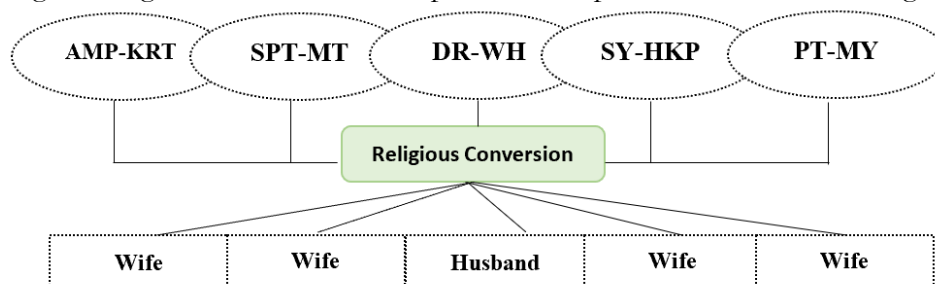 AMP-KRT SPT-MT DR-WH SY-HKP PT-MY
Religious Conversion
Wife Wife Husband Wife Wife